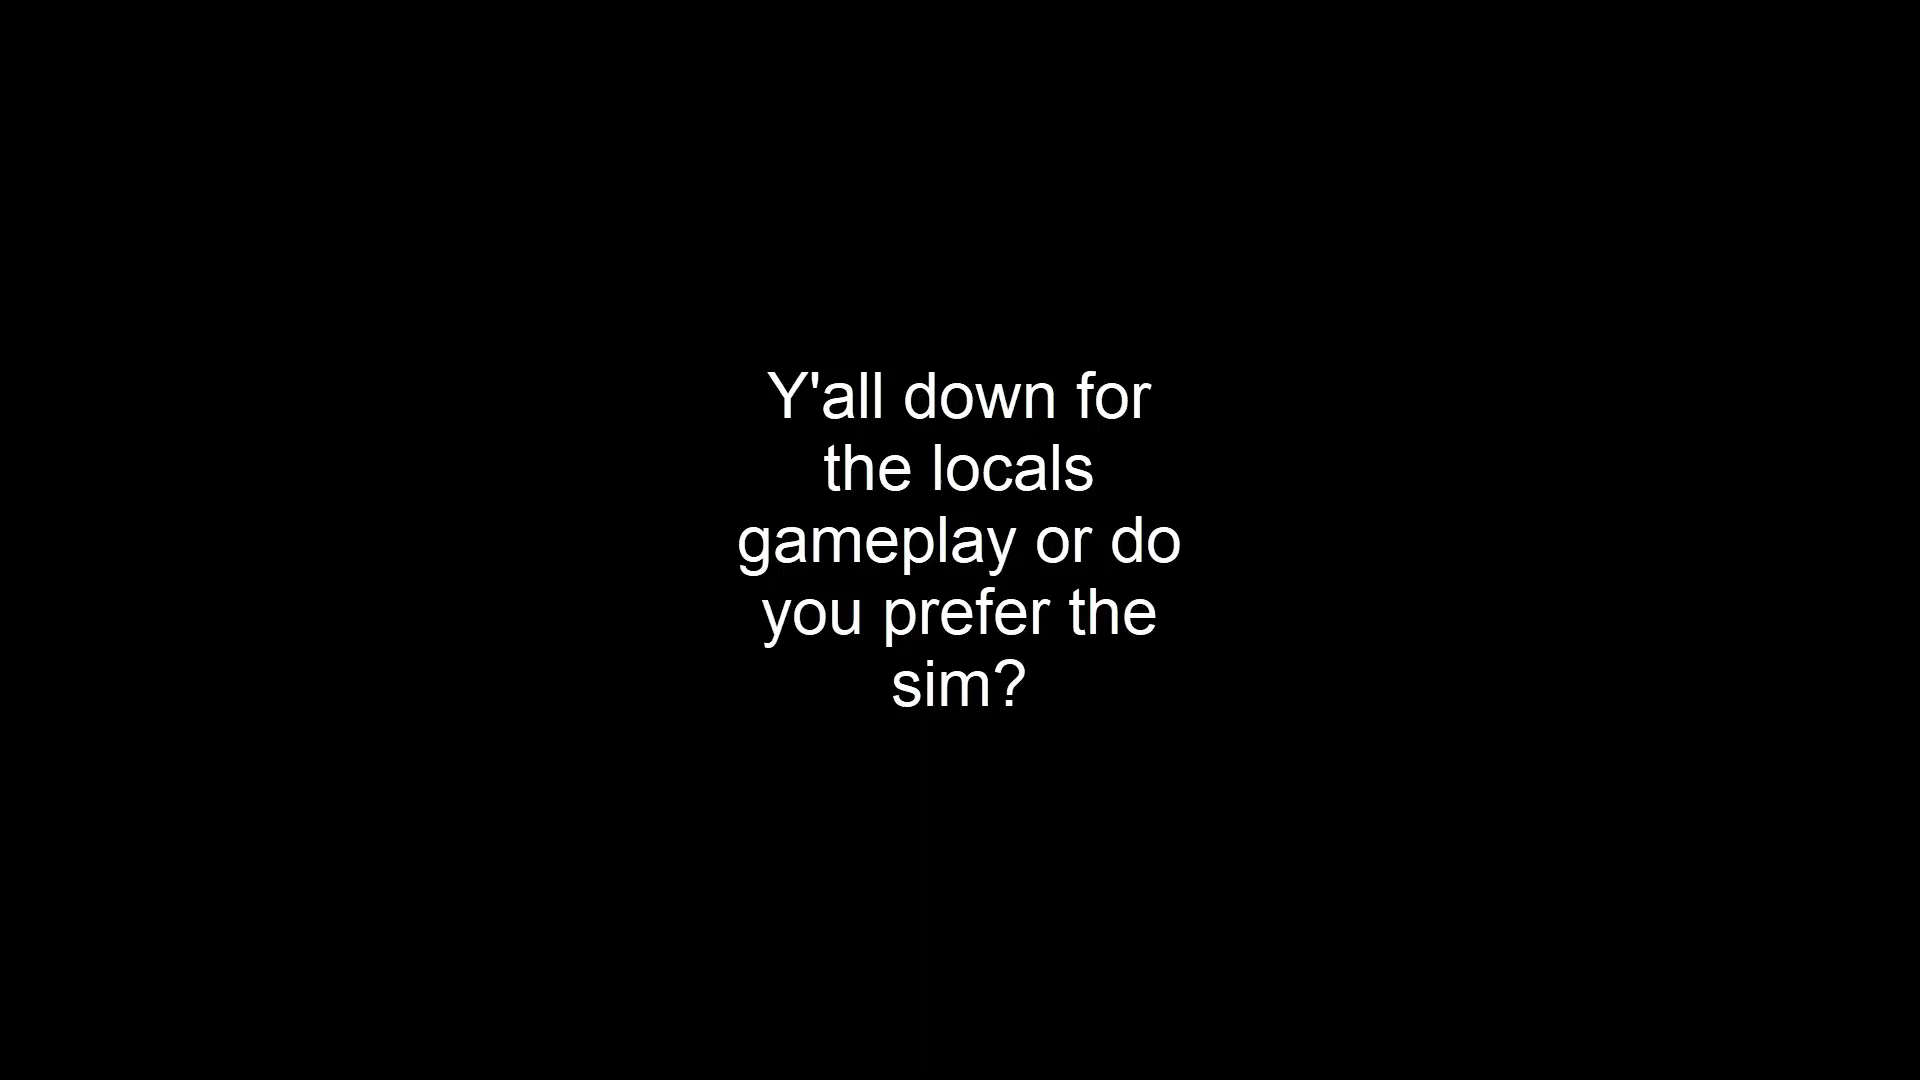 Y'all down for
the locals
gameplay or do
you prefer the
sim?